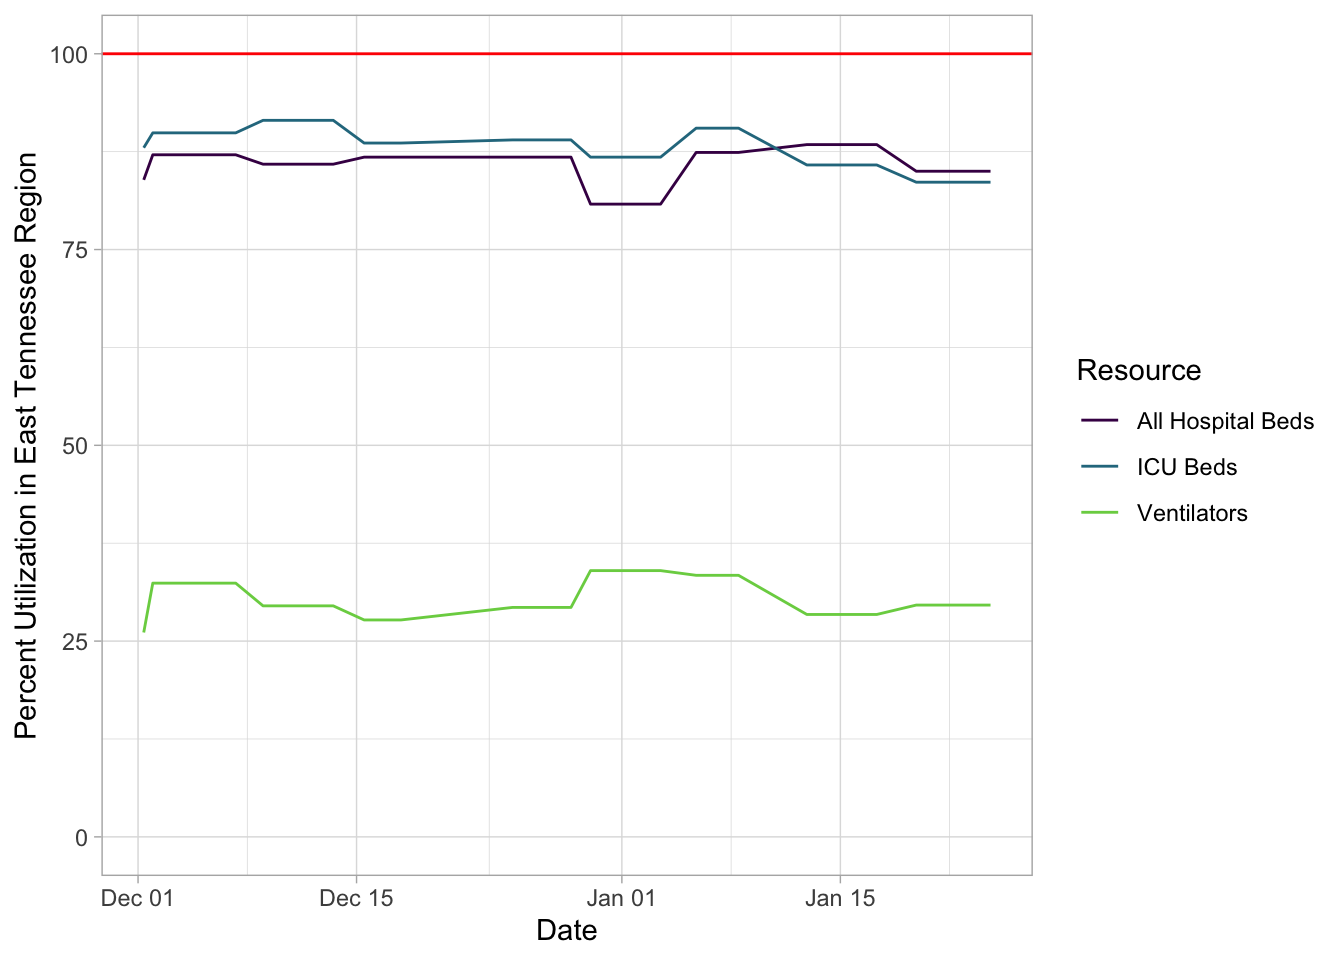 Percent Utilization in East Tennessee Region
100
75
50
25
0
Dec 01
Dec 15
Jan 01
Jan 15
Date
Resource
All Hospital Beds
ICU Beds
Ventilators